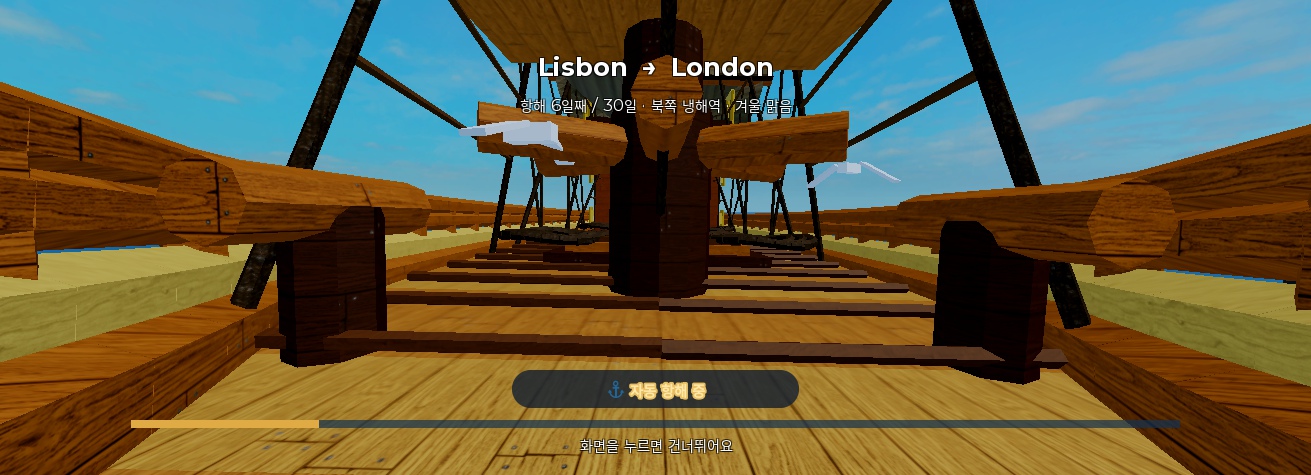 Lisbon → London
항해 6일째 / 30일 · 북쪽 냉해역 · 겨울,맑음
⚓ 자동 항해 중
화면을 누르면 건너뛰어요